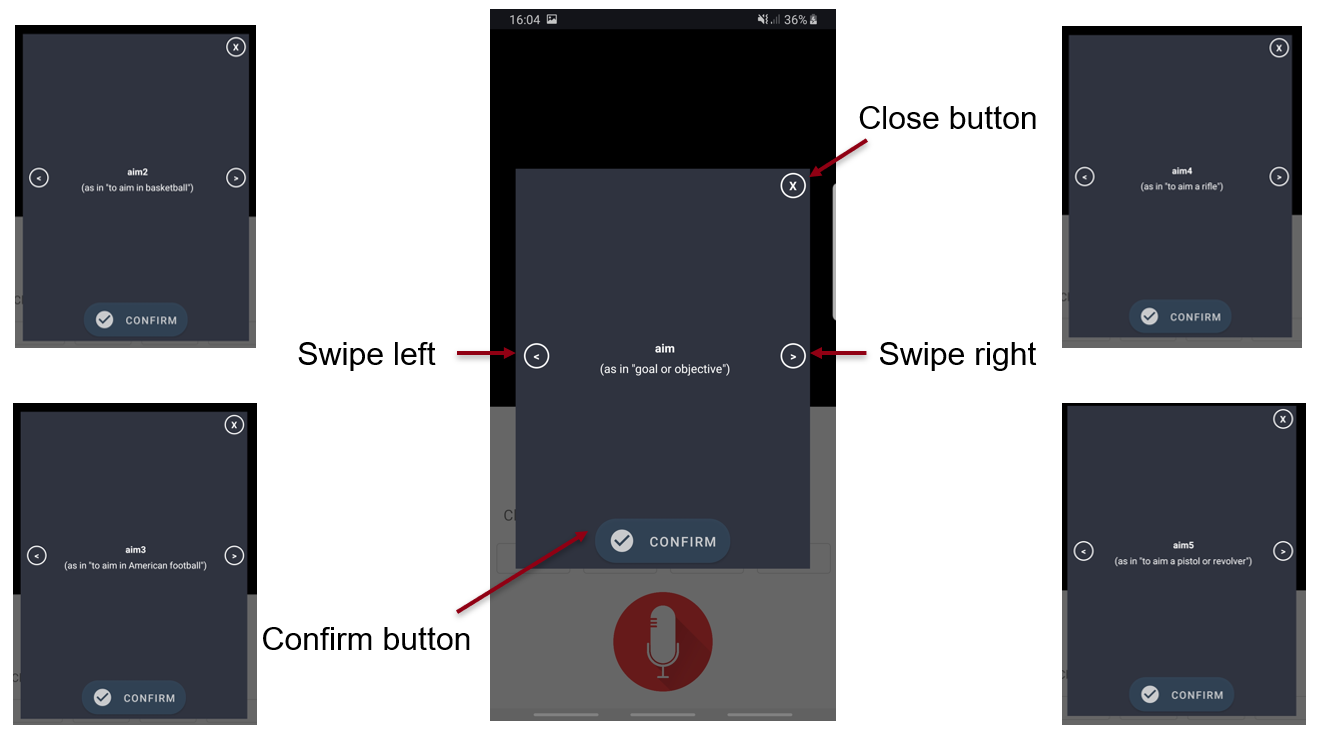 X
aim2
< >
(as in "to aim in basketball")
CONFIRM
X
aim3
< >
(as in "to aim in American football")
CONFIRM
16:04 36%
Close button
X
Swipe left
aim
< >
(as in "goal or objective")
Swipe right
CONFIRM
Confirm button
X
aim4
< >
(as in "to aim a rifle")
CONFIRM
X
aim5
< >
(as in "to aim a pistol or revolver")
CONFIRM